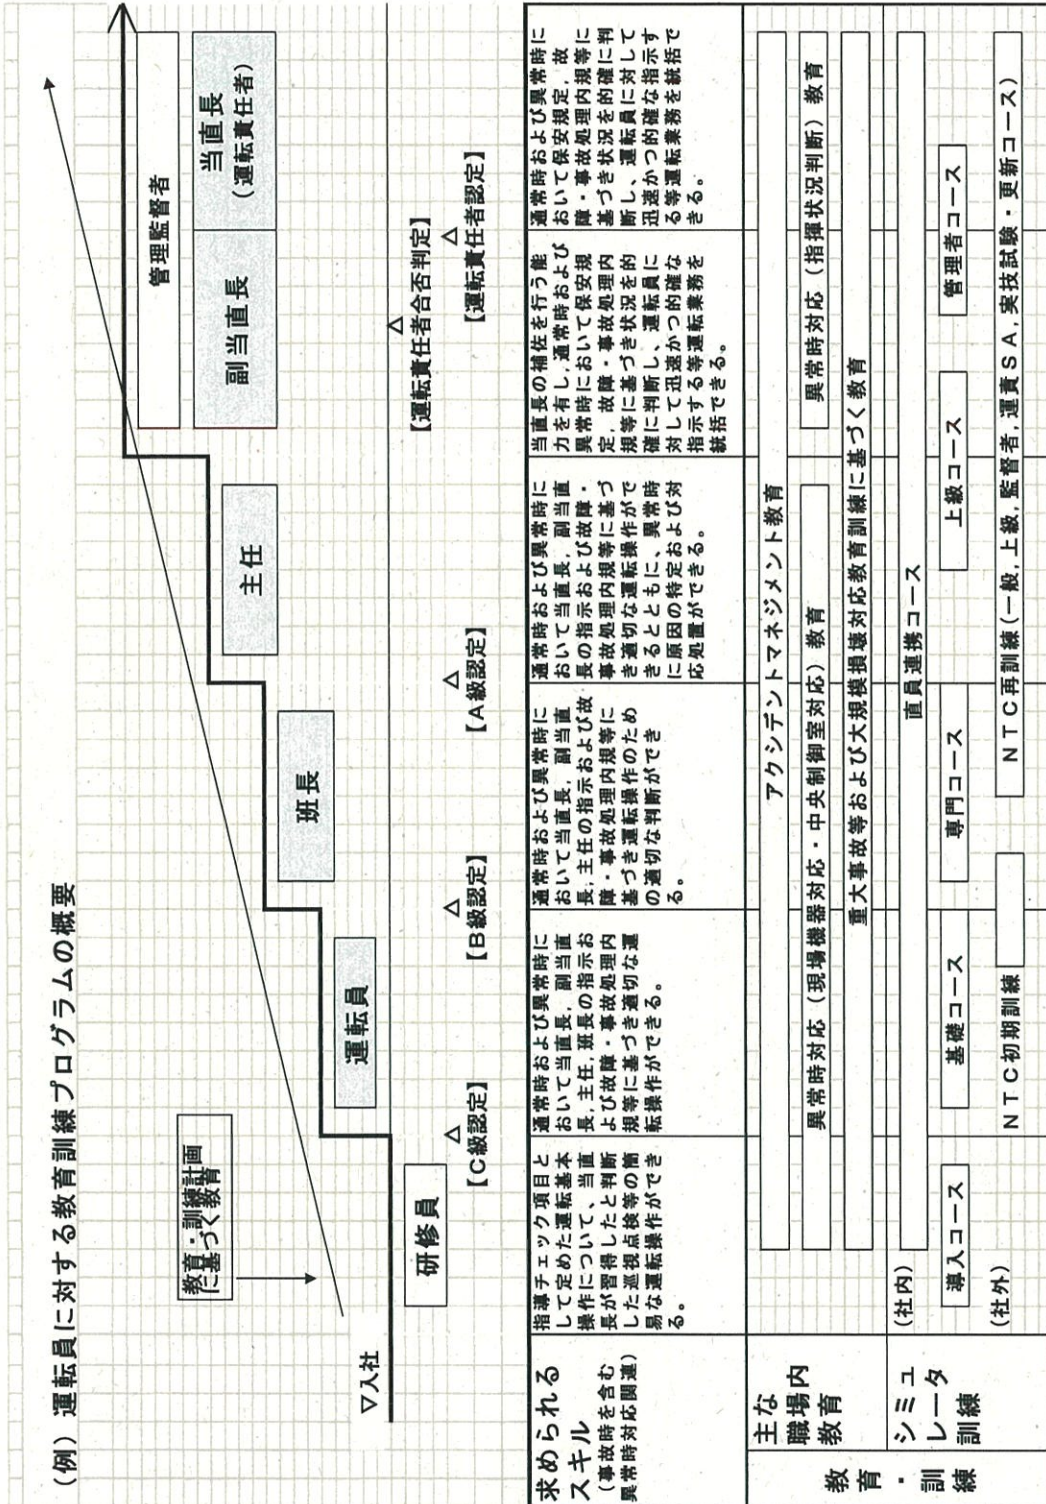 (例) 運転員に対する教育訓練プログラムの概要
教育・訓練計画
に基づく教育
▽入社
研修員
運転員
班長
主任
管理監督者
副当直長
当直長
(運転責任者)
△
【C級認定】
△
【B級認定】
△
【A級認定】
△
【運転責任者合否判定】
△
【運転責任者認定】
求められる
スキル
(事故時を含む
異常時対応関連)
指導チェック項目と
して定めた運転基本
操作について、当直
長が習得したと判断
した巡視点検等の簡
易な運転操作ができ
る。
通常時および異常時に
おいて当直長、副当直
長,主任,班長の指示お
よび故障・事故処理内
規等に基づき適切な運
転操作ができる。
通常時および異常時に
おいて当直長、副当直
長,主任の指示および故
障・事故処理内規等に
基づき運転操作のため
の適切な判断ができ
る。
通常時および異常時に
おいて当直長、副当直
長の指示および故障・
事故処理内規等に基づ
き適切な運転操作がで
きるとともに、異常時
に原因の特定および対
応処置ができる。
当直長の補佐を行う能
力を有し,通常時および
異常時において保安規
定、故障・事故処理内
規等に基づき状況を的
確に判断し、運転員に
対して迅速かつ的確な
指示する等運転業務を
統括できる。
通常時および異常時に
おいて保安規定、故
障・事故処理内規等に
基づき状況を的確に判
断し、運転員に対して
迅速かつ的確な指示す
る等運転業務を統括で
きる。
教育・訓練
主な
職場内
教育
アクシデントマネジメント教育
異常時対応(現場機器対応・中央制御室対応)教育
異常時対応(指揮状況判断)教育
重大事故等および大規模損壊対応教育訓練に基づく教育
シミュ
レータ
訓練
(社内)
直員連携コース
導入コース
基礎コース
専門コース
上級コース
管理者コース
(社外)
NTC初期訓練
NTC再訓練(一般,上級,監督者,運責SA,実技試験・更新コース)